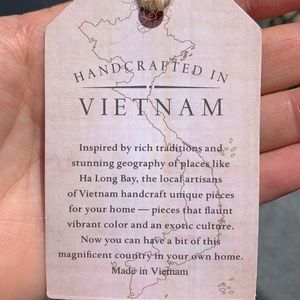 HANDCRAFTED IN
VIETNAM
Inspired by rich traditions and
stunning geography of places like
Ha Long Bay, the local artisans
of Vietnam handcraft unique pieces
for your home — pieces that flaunt
vibrant color and an exotic culture.
Now you can have a bit of this
magnificent country in your own home.
Made in Vietnam